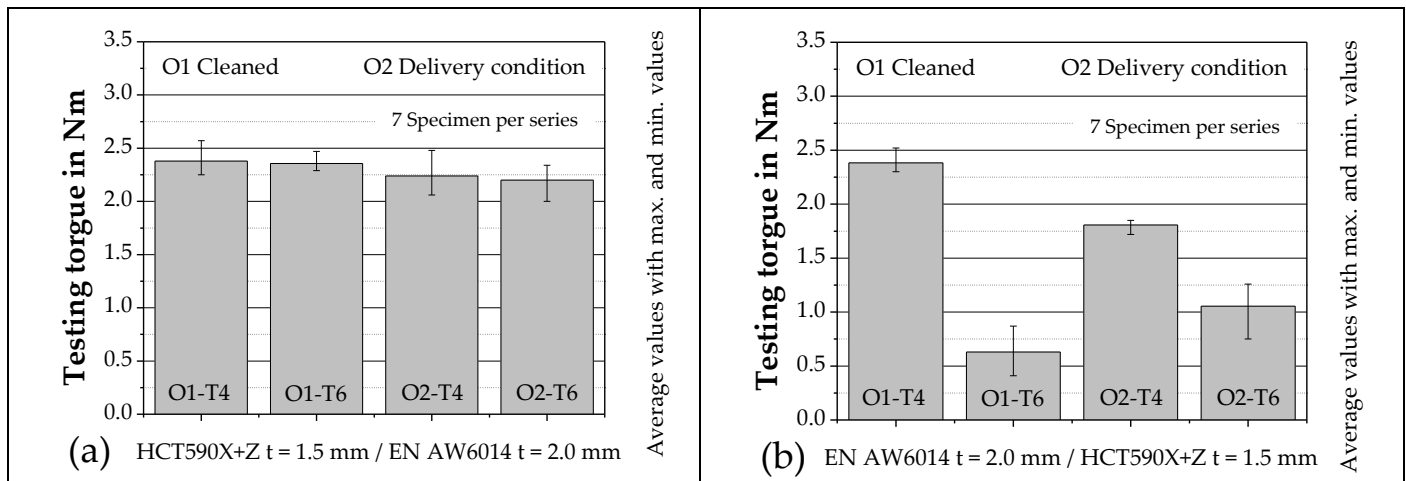 3.5
3.0
2.5
2.0
1.5
1.0
0.5
0.0
Testing torgue in Nm
O1 Cleaned O2 Delivery condition
7 Specimen per series
O1-T4 O1-T6 O2-T4 O2-T6
Average values with max. and min. values
(a) HCT590X+Z t = 1.5 mm / EN AW6014 t = 2.0 mm
3.5
3.0
2.5
2.0
1.5
1.0
0.5
0.0
Testing torgue in Nm
O1 Cleaned O2 Delivery condition
7 Specimen per series
O1-T4 O1-T6 O2-T4 O2-T6
Average values with max. and min. values
(b) EN AW6014 t = 2.0 mm / HCT590X+Z t = 1.5 mm